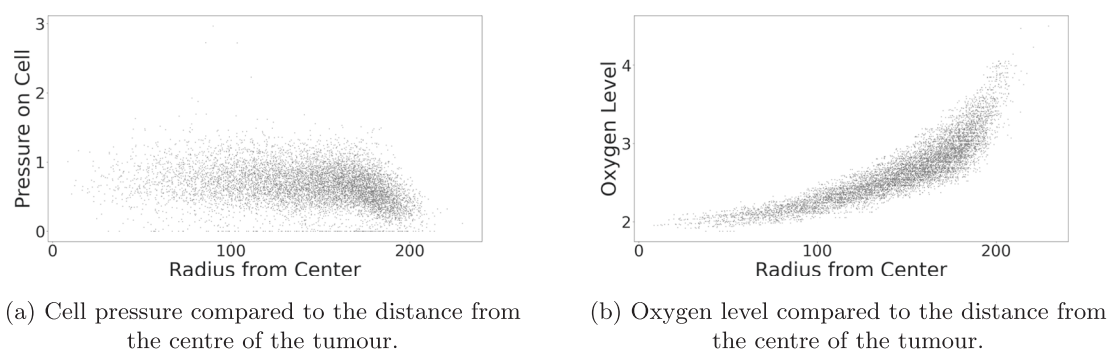 3
2
1
0
Pressure on Cell
0 100 200
Radius from Center
(a) Cell pressure compared to the distance from
the centre of the tumour.
4
3
2
Oxygen Level
0 100 200
Radius from Center
(b) Oxygen level compared to the distance from
the centre of the tumour.